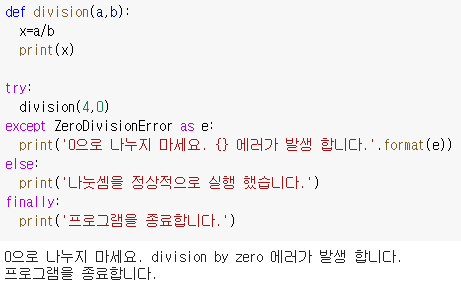 def division(a,b):
  x=a/b
  print(x)

try:
  division(4,0)
except ZeroDivisionError as e:
  print('0으로 나누지 마세요. {} 에러가 발생 합니다.'.format(e))
else:
  print('나눗셈을 정상적으로 실행 했습니다.')
finally:
  print('프로그램을 종료합니다.')

0으로 나누지 마세요. division by zero 에러가 발생 합니다.
프로그램을 종료합니다.